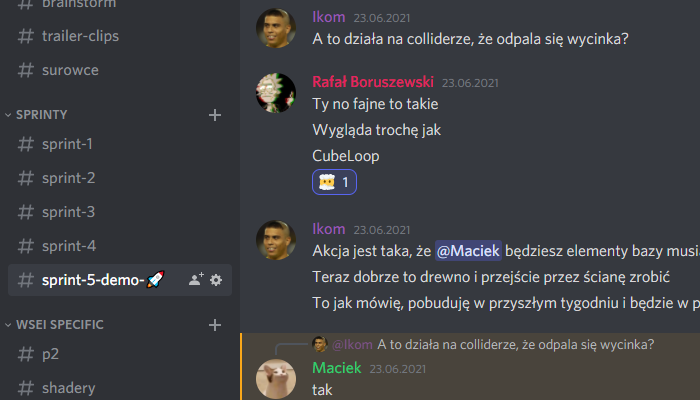 brainstorm
# trailer-clips
# surowce
SPRINTY +
# sprint-1
# sprint-2
# sprint-3
# sprint-4
# sprint-5-demo-🚀
WSEI SPECIFIC +
# p2
# shadery
Ikom 23.06.2021
A to działa na colliderze, że odpala się wycinka?
Rafał Boruszewski 23.06.2021
Ty no fajne to takie
Wygląda trochę jak
CubeLoop
1
Ikom 23.06.2021
Akcja jest taka, że @Maciek będziesz elementy bazy musi
Teraz dobrze to drewno i przejście przez ścianę zrobić
To jak mówię, pobuduję w przyszłym tygodniu i będzie w p
@Ikom A to działa na colliderze, że odpala się wycinka?
Maciek 23.06.2021
tak